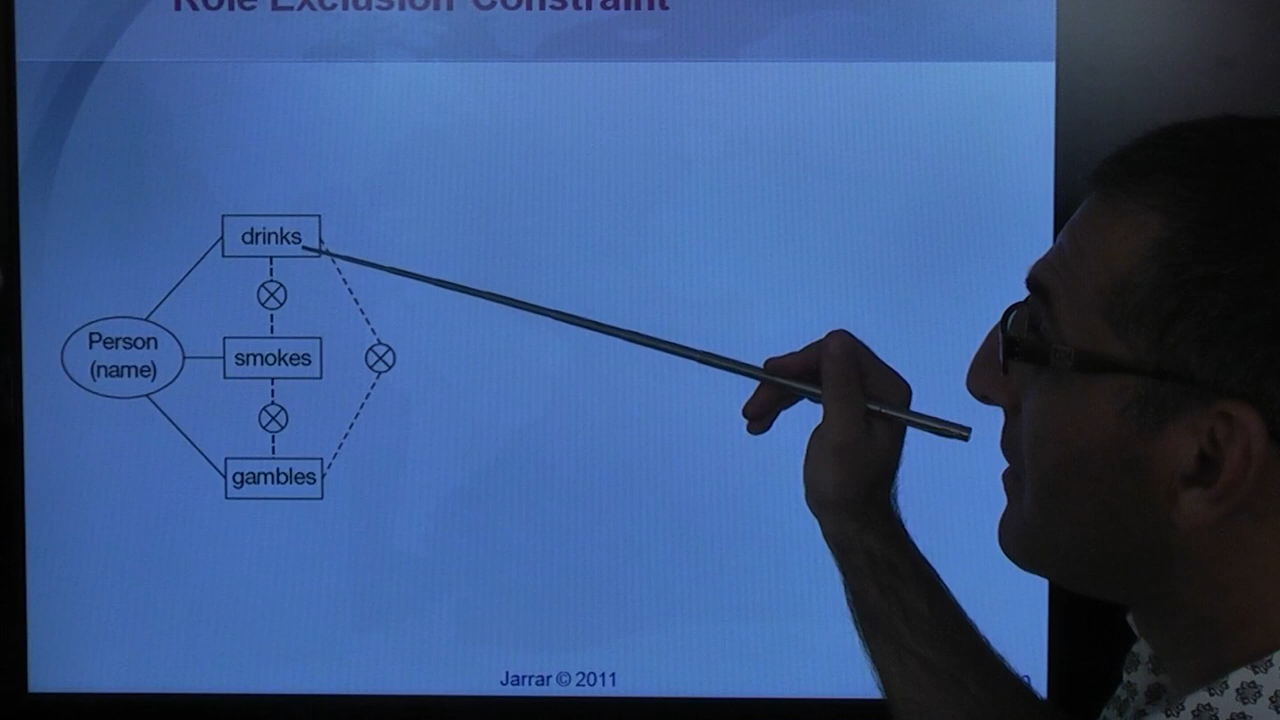 Role Exclusion Constraint
drinks
Person
(name)
smokes
gambles
Jarrar © 2011